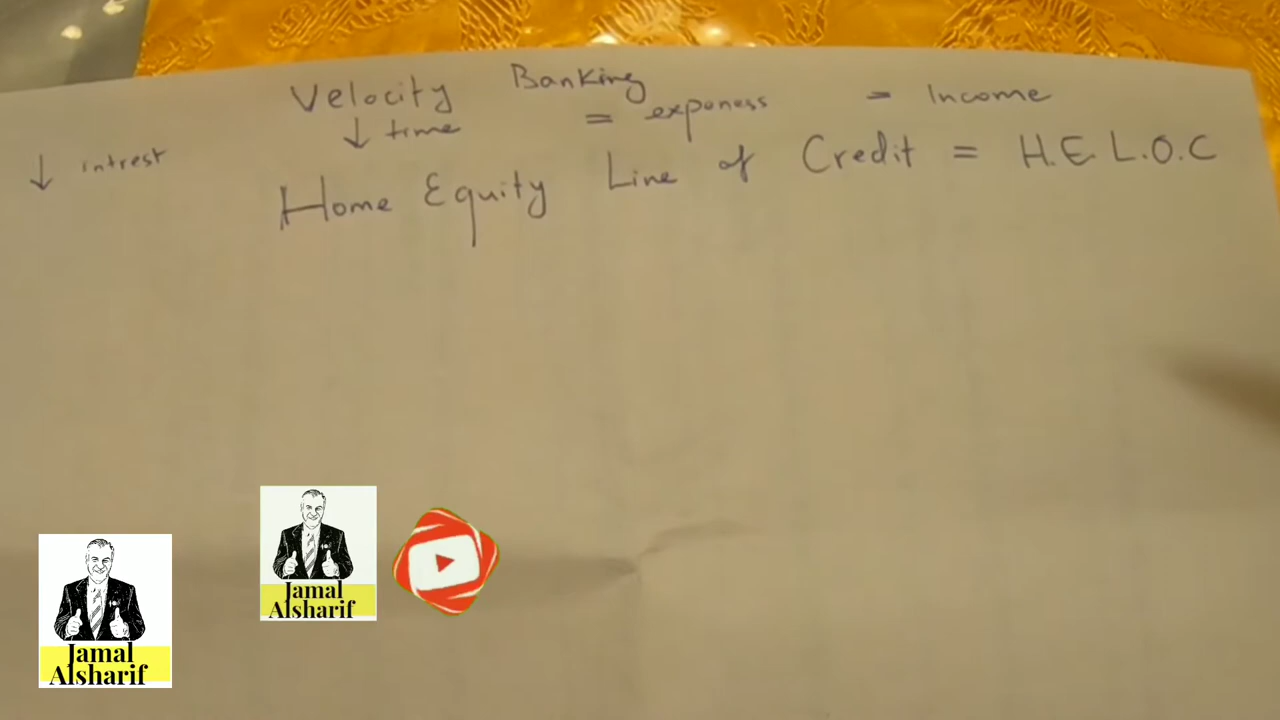 Velocity Banking
↓ time = exponess = Income
↓ intrest
Home Equity Line of Credit = H.E.L.O.C
Jamal
Alsharif
Jamal
Alsharif